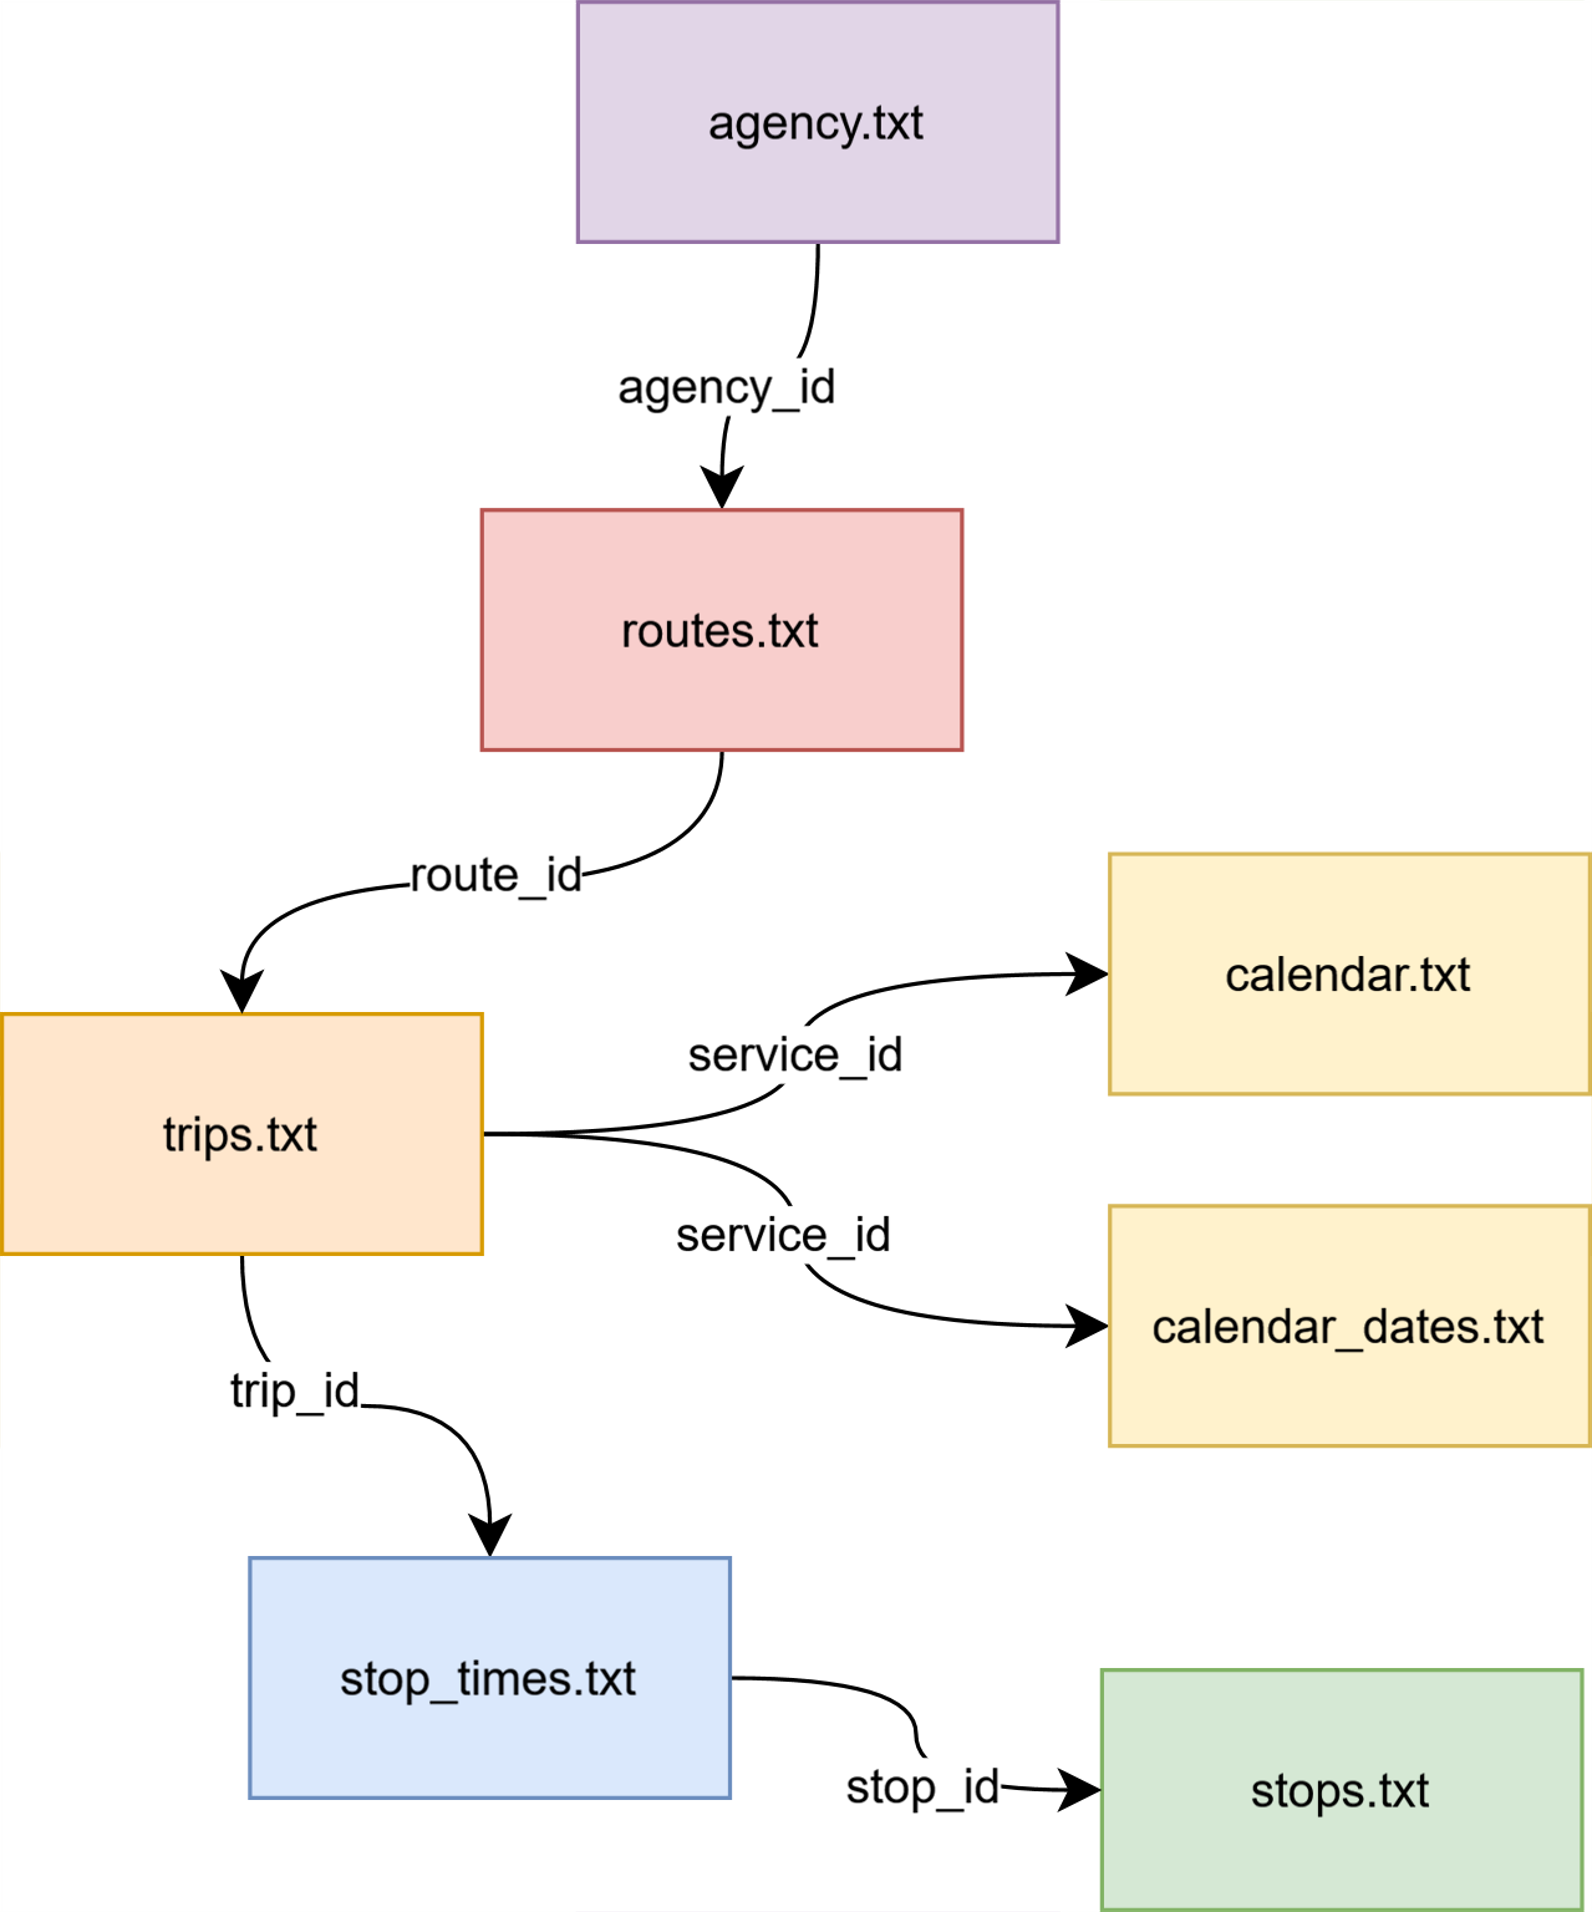 agency.txt
agency_id
routes.txt
route_id
calendar.txt
service_id
trips.txt
service_id
calendar_dates.txt
trip_id
stop_times.txt
stop_id
stops.txt